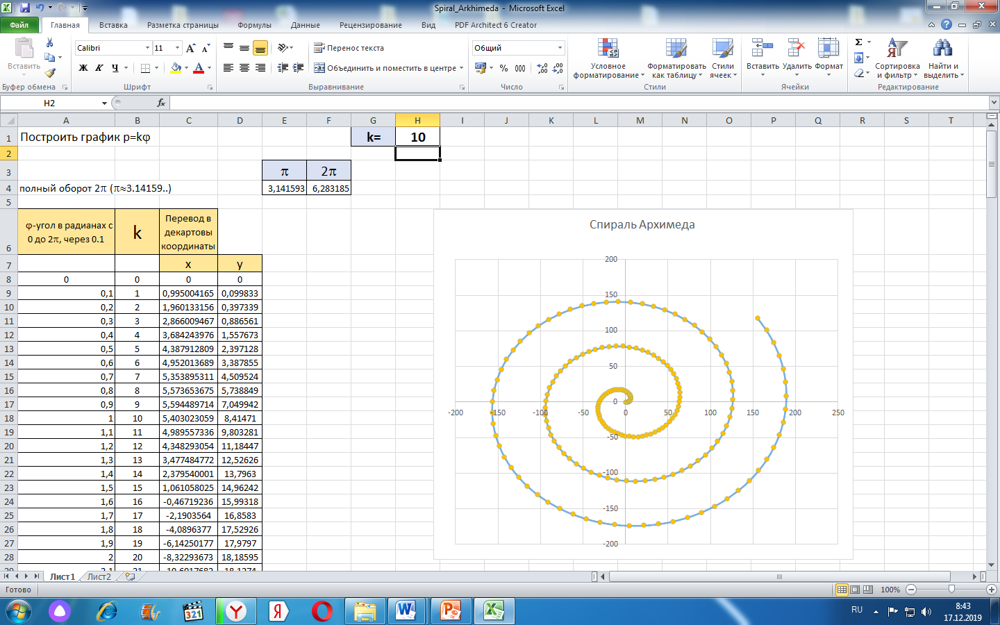 Spiral_Arkhimeda - Microsoft Excel
Файл Главная Вставка Разметка страницы Формулы Данные Рецензирование Вид PDF Architect 6 Creator
Вставить
Calibri 11
Ж К Ч
Перенос текста
Объединить и поместить в центре
Общий
% 000
Условное форматирование
Форматировать как таблицу
Стили ячеек
Вставить Удалить Формат
Сортировка и фильтр
Найти и выделить
Буфер обмена Шрифт Выравнивание Число Стили Ячейки Редактирование
H2 fx
A B C D E F G H I J K L M N O P Q R S T
1 Построить график p=kφ k= 10
2
3 π 2π
4 полный оборот 2π (π≈3.14159..) 3,141593 6,283185
5
6 φ-угол в радианах с 0 до 2π, через 0.1 k Перевод в декартовы координаты
7 x y
8 0 0 0 0
9 0,1 1 0,995004165 0,099833
10 0,2 2 1,960133156 0,397339
11 0,3 3 2,866009467 0,886561
12 0,4 4 3,684243976 1,557673
13 0,5 5 4,387912809 2,397128
14 0,6 6 4,952013689 3,387855
15 0,7 7 5,353895311 4,509524
16 0,8 8 5,573653675 5,738849
17 0,9 9 5,594489714 7,049942
18 1 10 5,403023059 8,41471
19 1,1 11 4,989557336 9,803281
20 1,2 12 4,348293054 11,18447
21 1,3 13 3,477484772 12,52626
22 1,4 14 2,379540001 13,7963
23 1,5 15 1,061058025 14,96242
24 1,6 16 -0,46719236 15,99318
25 1,7 17 -2,1903564 16,8583
26 1,8 18 -4,0896377 17,52926
27 1,9 19 -6,14250177 17,9797
28 2 20 -8,32293673 18,18595
Спираль Архимеда
200
150
100
50
0
-200 -150 -100 -50 0 50 100 150 200 250
-50
-100
-150
-200
Лист1 Лист2
Готово 100%
RU 8:43
17.12.2019